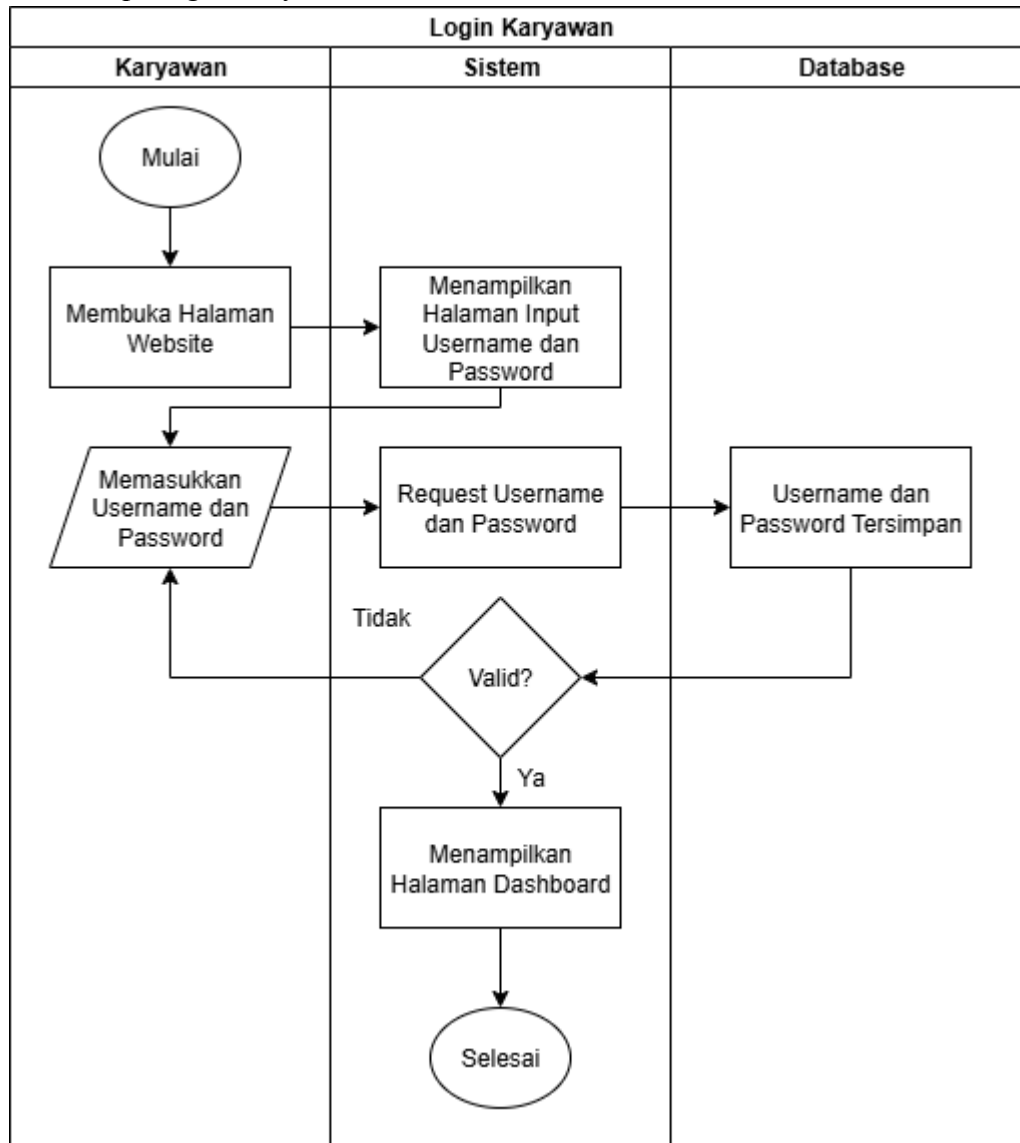 Login Karyawan
Karyawan
Sistem
Database
Mulai
Membuka Halaman
Website
Menampilkan
Halaman Input
Username dan
Password
Memasukkan
Username dan
Password
Request Username
dan Password
Username dan
Password Tersimpan
Tidak
Valid?
Ya
Menampilkan
Halaman Dashboard
Selesai